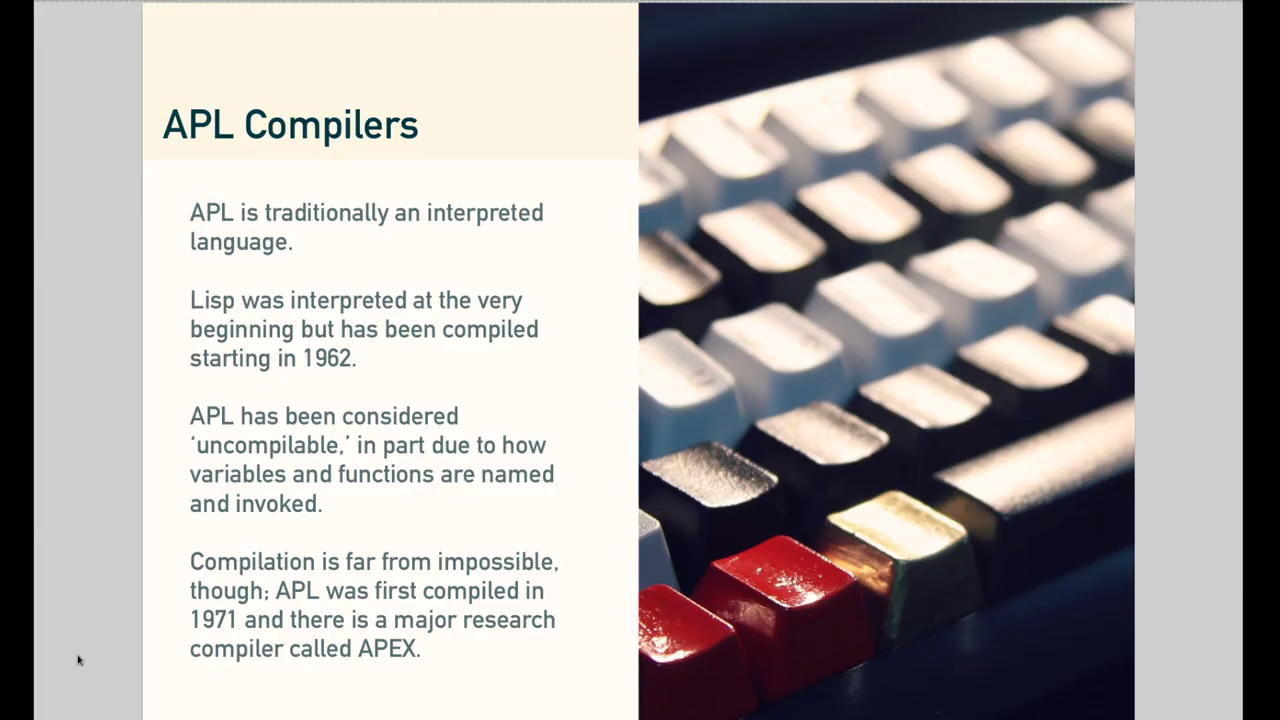 APL Compilers
APL is traditionally an interpreted
language.
Lisp was interpreted at the very
beginning but has been compiled
starting in 1962.
APL has been considered
‘uncompilable,’ in part due to how
variables and functions are named
and invoked.
Compilation is far from impossible,
though; APL was first compiled in
1971 and there is a major research
compiler called APEX.